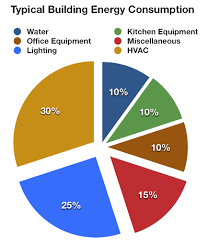 Typical Building Energy Consumption
Water
Kitchen Equipment
Office Equipment
Miscellaneous
Lighting
HVAC
10%
30%
10%
10%
15%
25%